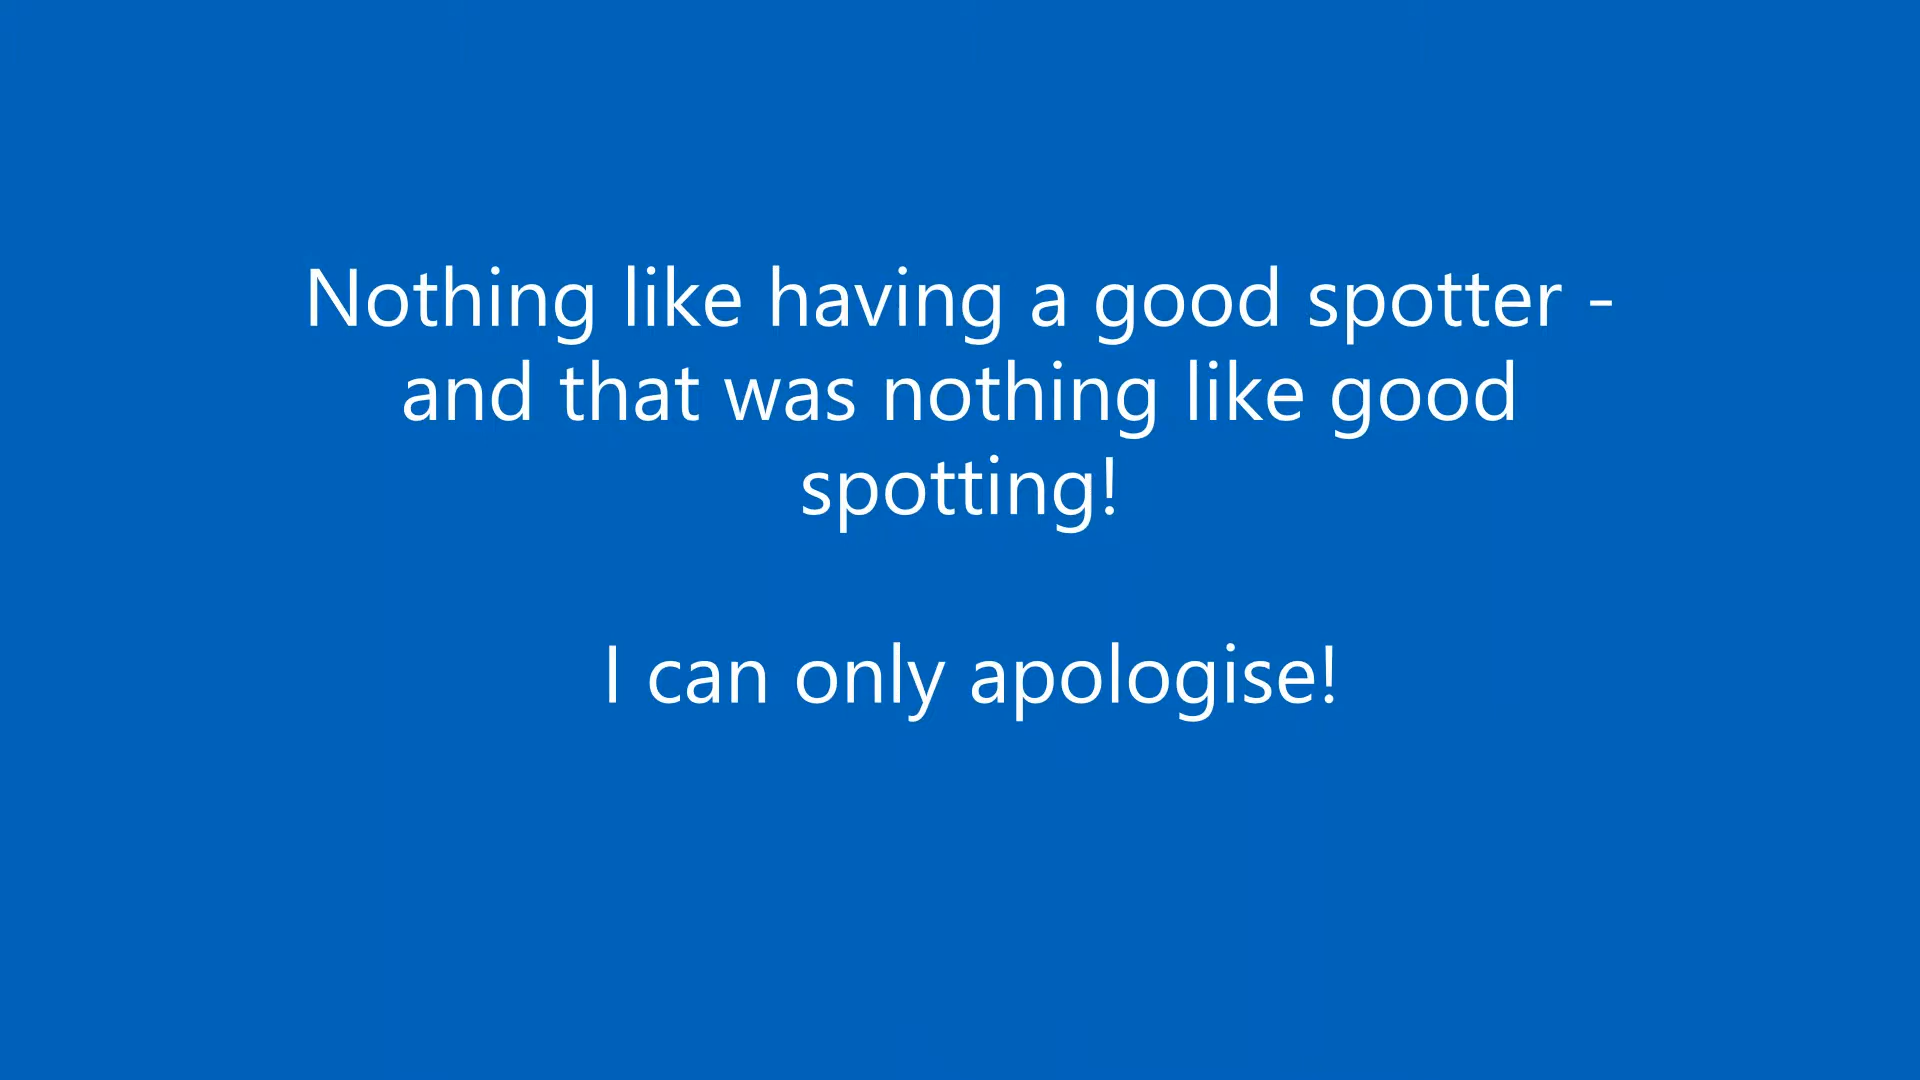 Nothing like having a good spotter -
and that was nothing like good
spotting!
I can only apologise!